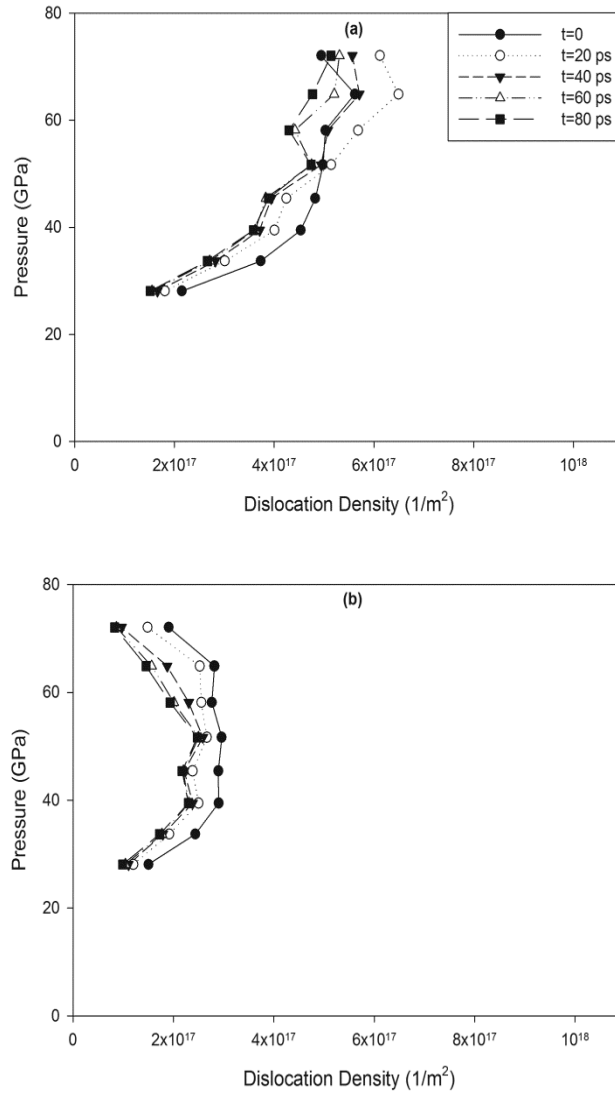 (a)
t=0
t=20 ps
t=40 ps
t=60 ps
t=80 ps
80
60
40
20
0
Pressure (GPa)
0 2x10¹⁷ 4x10¹⁷ 6x10¹⁷ 8x10¹⁷ 10¹⁸
Dislocation Density (1/m²)
(b)
80
60
40
20
0
Pressure (GPa)
0 2x10¹⁷ 4x10¹⁷ 6x10¹⁷ 8x10¹⁷ 10¹⁸
Dislocation Density (1/m²)